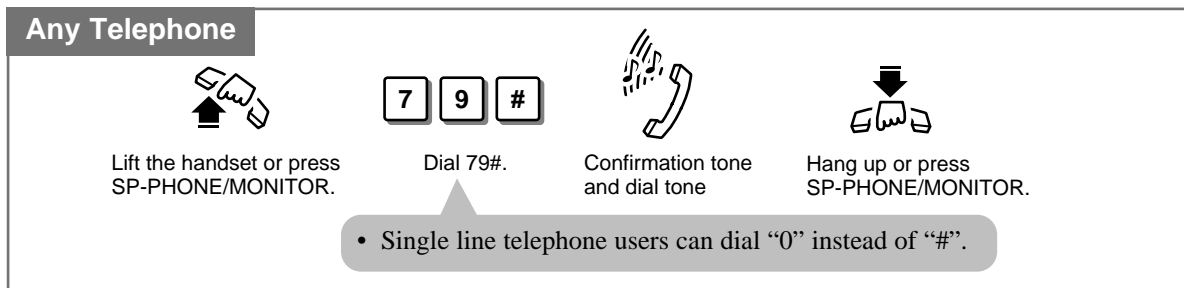 Any Telephone
7 9 #
Lift the handset or press
SP-PHONE/MONITOR.
Dial 79#.
Confirmation tone
and dial tone
Hang up or press
SP-PHONE/MONITOR.
• Single line telephone users can dial “0” instead of “#”.